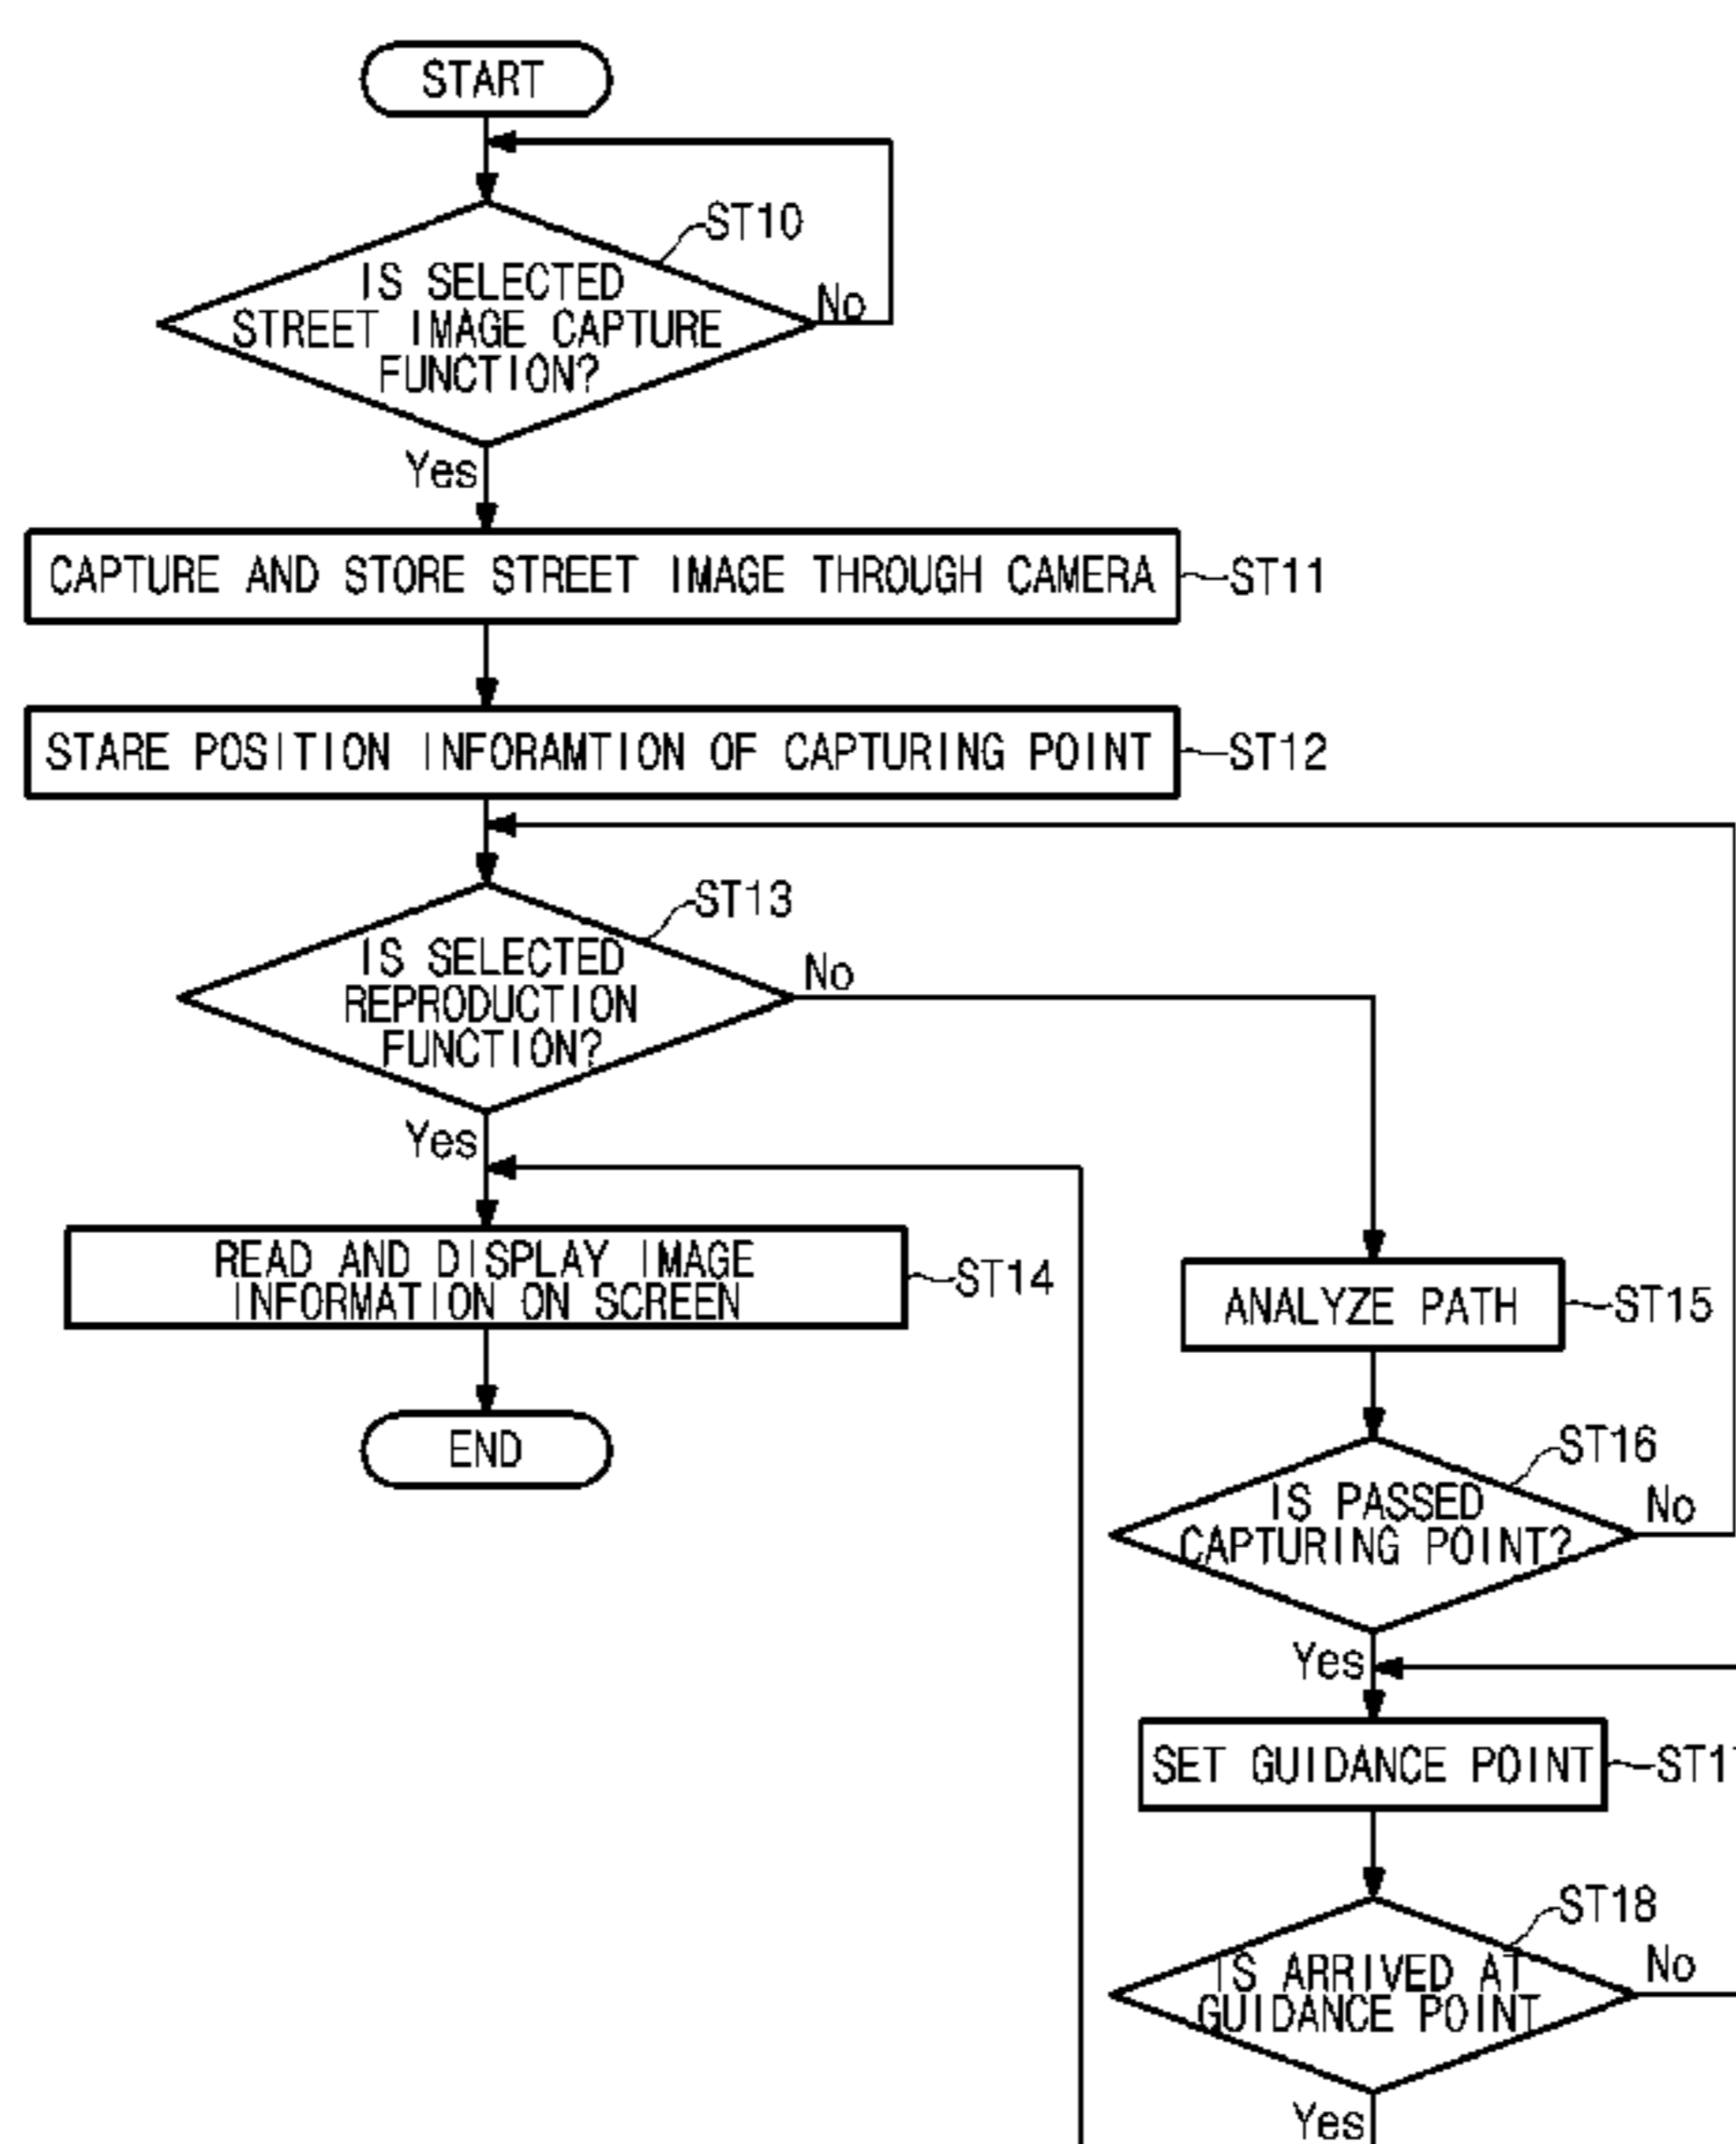 START
ST10
IS SELECTED
STREET IMAGE CAPTURE
FUNCTION?
No
Yes
CAPTURE AND STORE STREET IMAGE THROUGH CAMERA
ST11
STARE POSITION INFORAMTION OF CAPTURING POINT
ST12
ST13
IS SELECTED
REPRODUCTION
FUNCTION?
No
Yes
READ AND DISPLAY IMAGE
INFORMATION ON SCREEN
ST14
END
ANALYZE PATH
ST15
ST16
IS PASSED
CAPTURING POINT?
No
Yes
SET GUIDANCE POINT
ST18
IS ARRIVED AT
GUIDANCE POINT
No
Yes